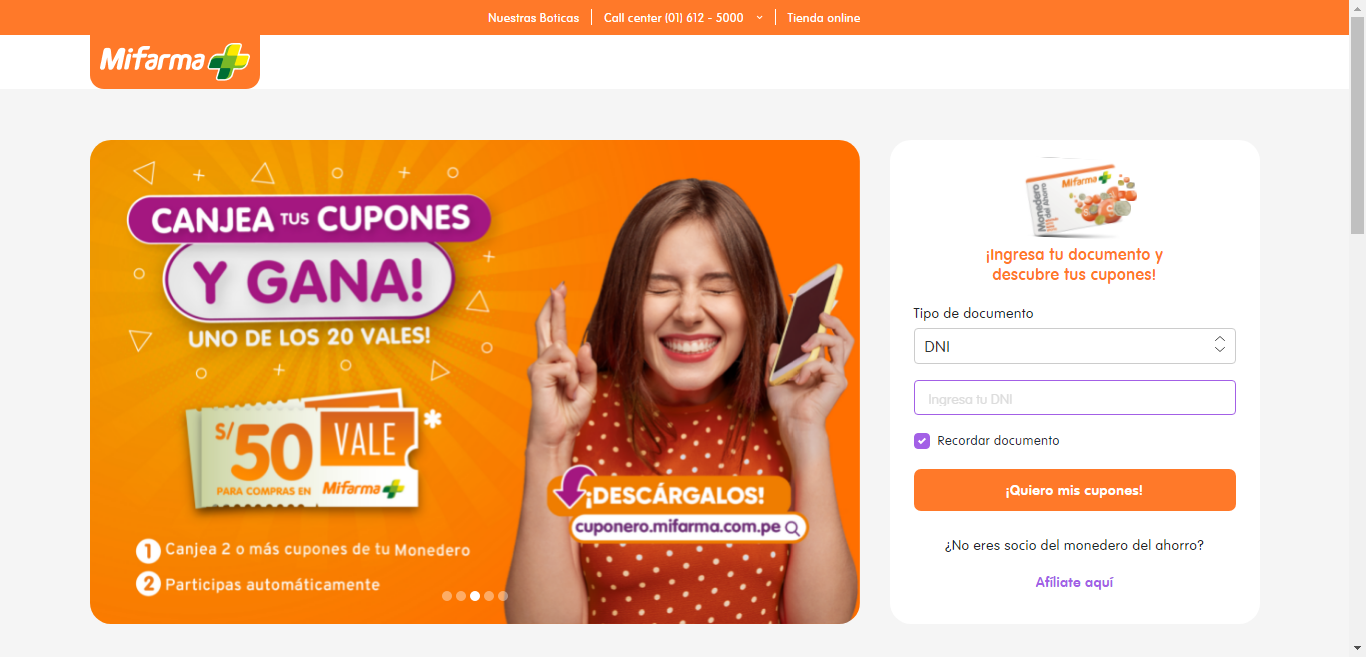 Nuestras Boticas
Call center (01) 612 - 5000
Tienda online
Mifarma
CANJEA TUS CUPONES
Y GANA!
UNO DE LOS 20 VALES!
S/50 VALE
PARA COMPRAS EN Mifarma
*
1 Canjea 2 o más cupones de tu Monedero
2 Participas automáticamente
¡DESCÁRGALOS!
cuponero.mifarma.com.pe
Mifarma
Monedero
del Ahorro
¡Ingresa tu documento y
descubre tus cupones!
Tipo de documento
DNI
Ingresa tu DNI
Recordar documento
¡Quiero mis cupones!
¿No eres socio del monedero del ahorro?
Afíliate aquí